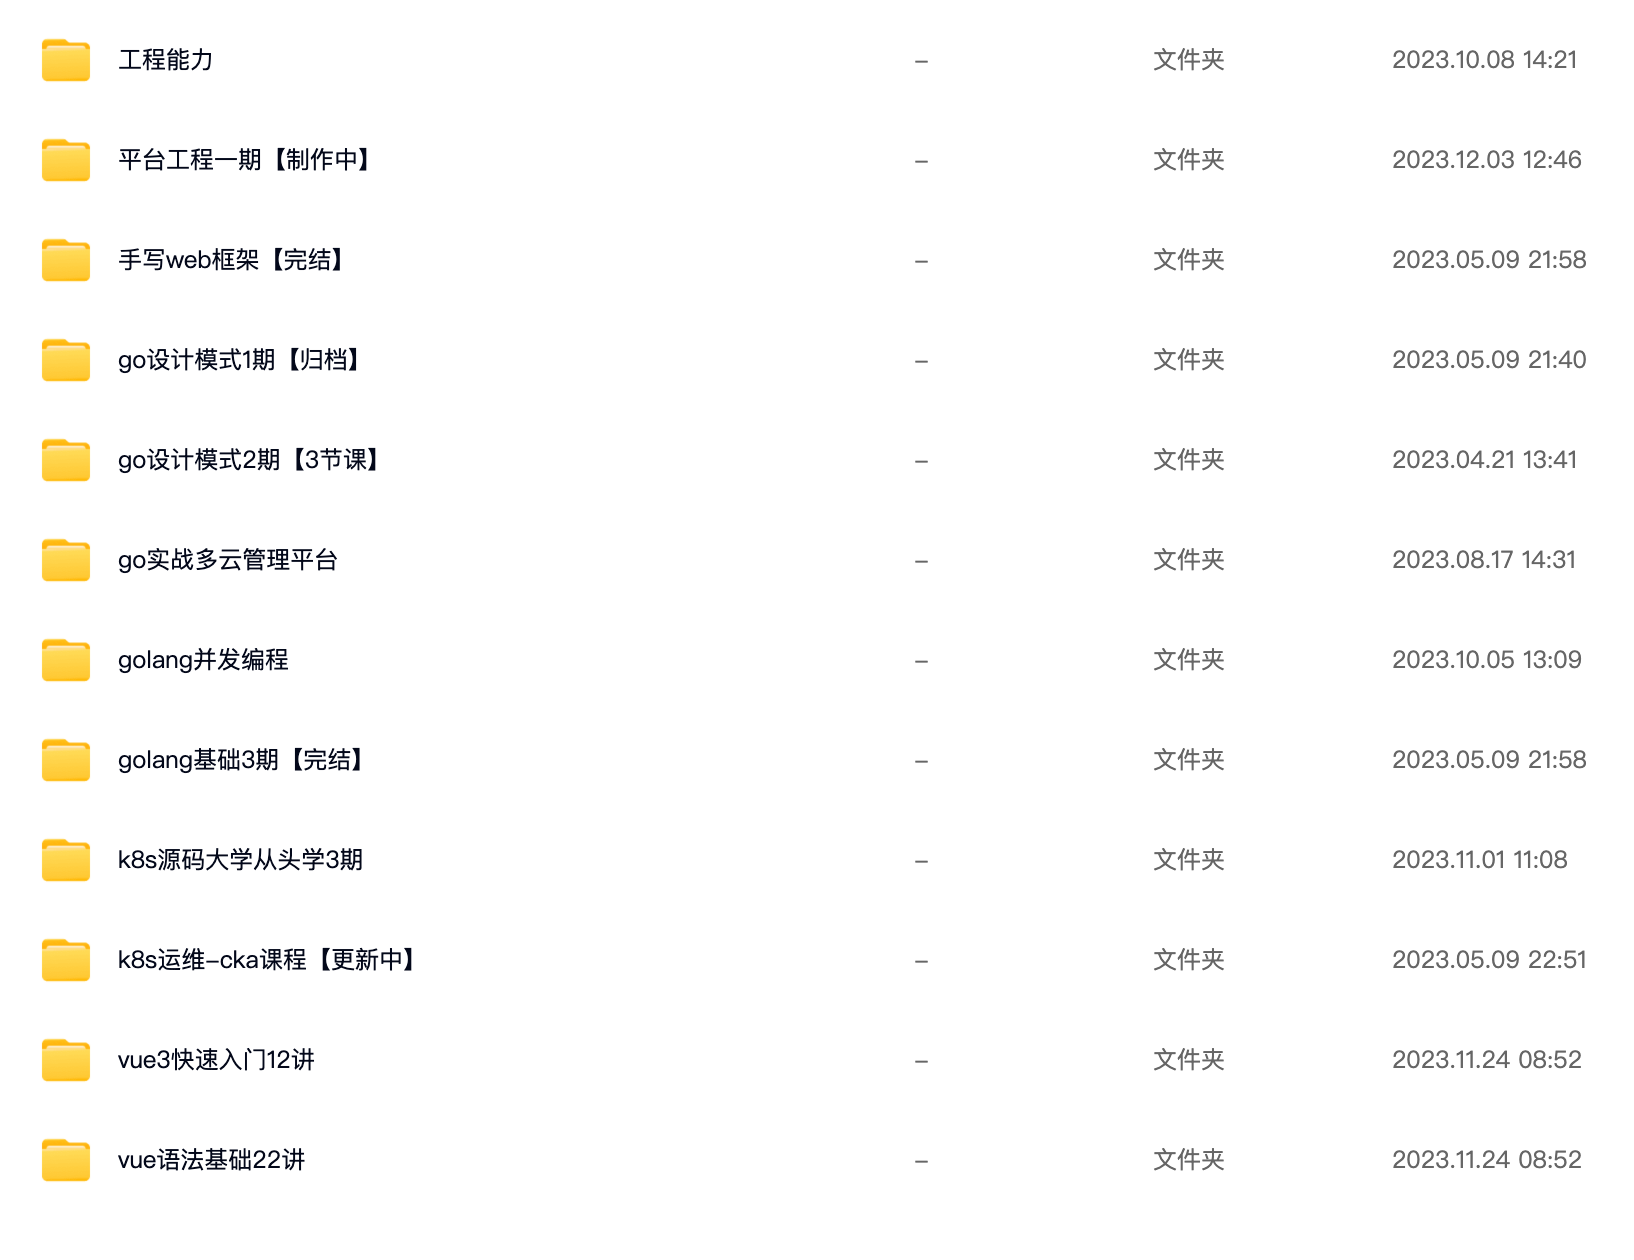 工程能力 – 文件夹 2023.10.08 14:21
平台工程一期【制作中】 – 文件夹 2023.12.03 12:46
手写web框架【完结】 – 文件夹 2023.05.09 21:58
go设计模式1期【归档】 – 文件夹 2023.05.09 21:40
go设计模式2期【3节课】 – 文件夹 2023.04.21 13:41
go实战多云管理平台 – 文件夹 2023.08.17 14:31
golang并发编程 – 文件夹 2023.10.05 13:09
golang基础3期【完结】 – 文件夹 2023.05.09 21:58
k8s源码大学从头学3期 – 文件夹 2023.11.01 11:08
k8s运维–cka课程【更新中】 – 文件夹 2023.05.09 22:51
vue3快速入门12讲 – 文件夹 2023.11.24 08:52
vue语法基础22讲 – 文件夹 2023.11.24 08:52